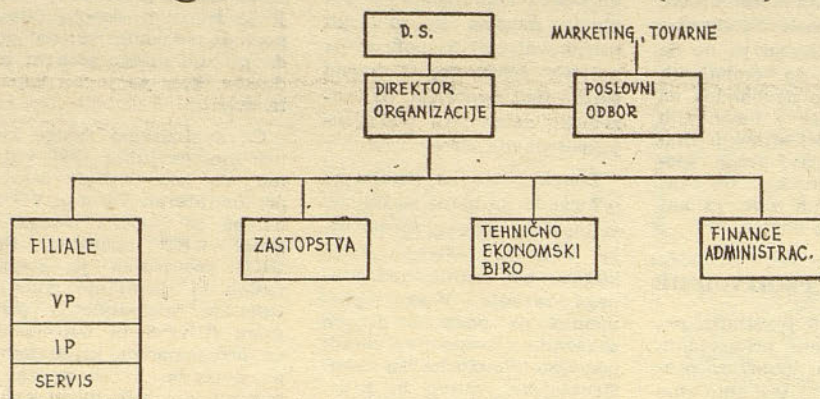 D. S.
MARKETING, TOVARNE
DIREKTOR
ORGANIZACIJE
POSLOVNI
ODBOR
FILIALE
VP
IP
SERVIS
ZASTOPSTVA
TEHNIČNO
EKONOMSKI
BIRO
FINANCE
ADMINISTRAC.